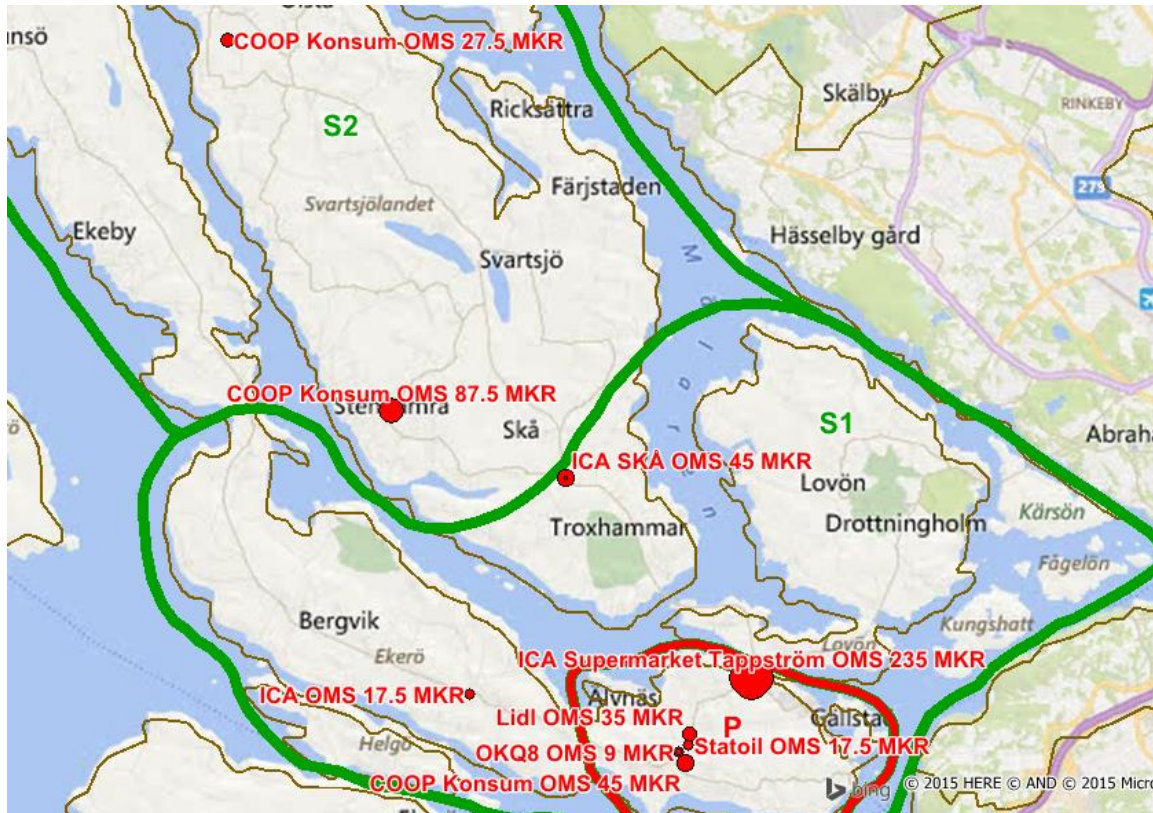 COOP Konsum OMS 27.5 MKR
S2
Ricksättra
Skälby
RINKEBY
Färjstaden
279
Svartsjölandet
Ekeby
Hässelby gård
Svartsjö
COOP Konsum OMS 87.5 MKR
Skå
S1
ICA SKÅ OMS 45 MKR
Lovön
Kärsön
Troxhammar
Drottningholm
Fågelön
Bergvik
Kungshatt
Lovön
Ekerö
ICA Supermarket Tappström OMS 235 MKR
ICA OMS 17.5 MKR
Alvnäs
Lidl OMS 35 MKR
P
Statoil OMS 17.5 MKR
Helgö
OKQ8 OMS 9 MKR
COOP Konsum OMS 45 MKR
bing
© 2015 HERE © AND © 2015 Micro